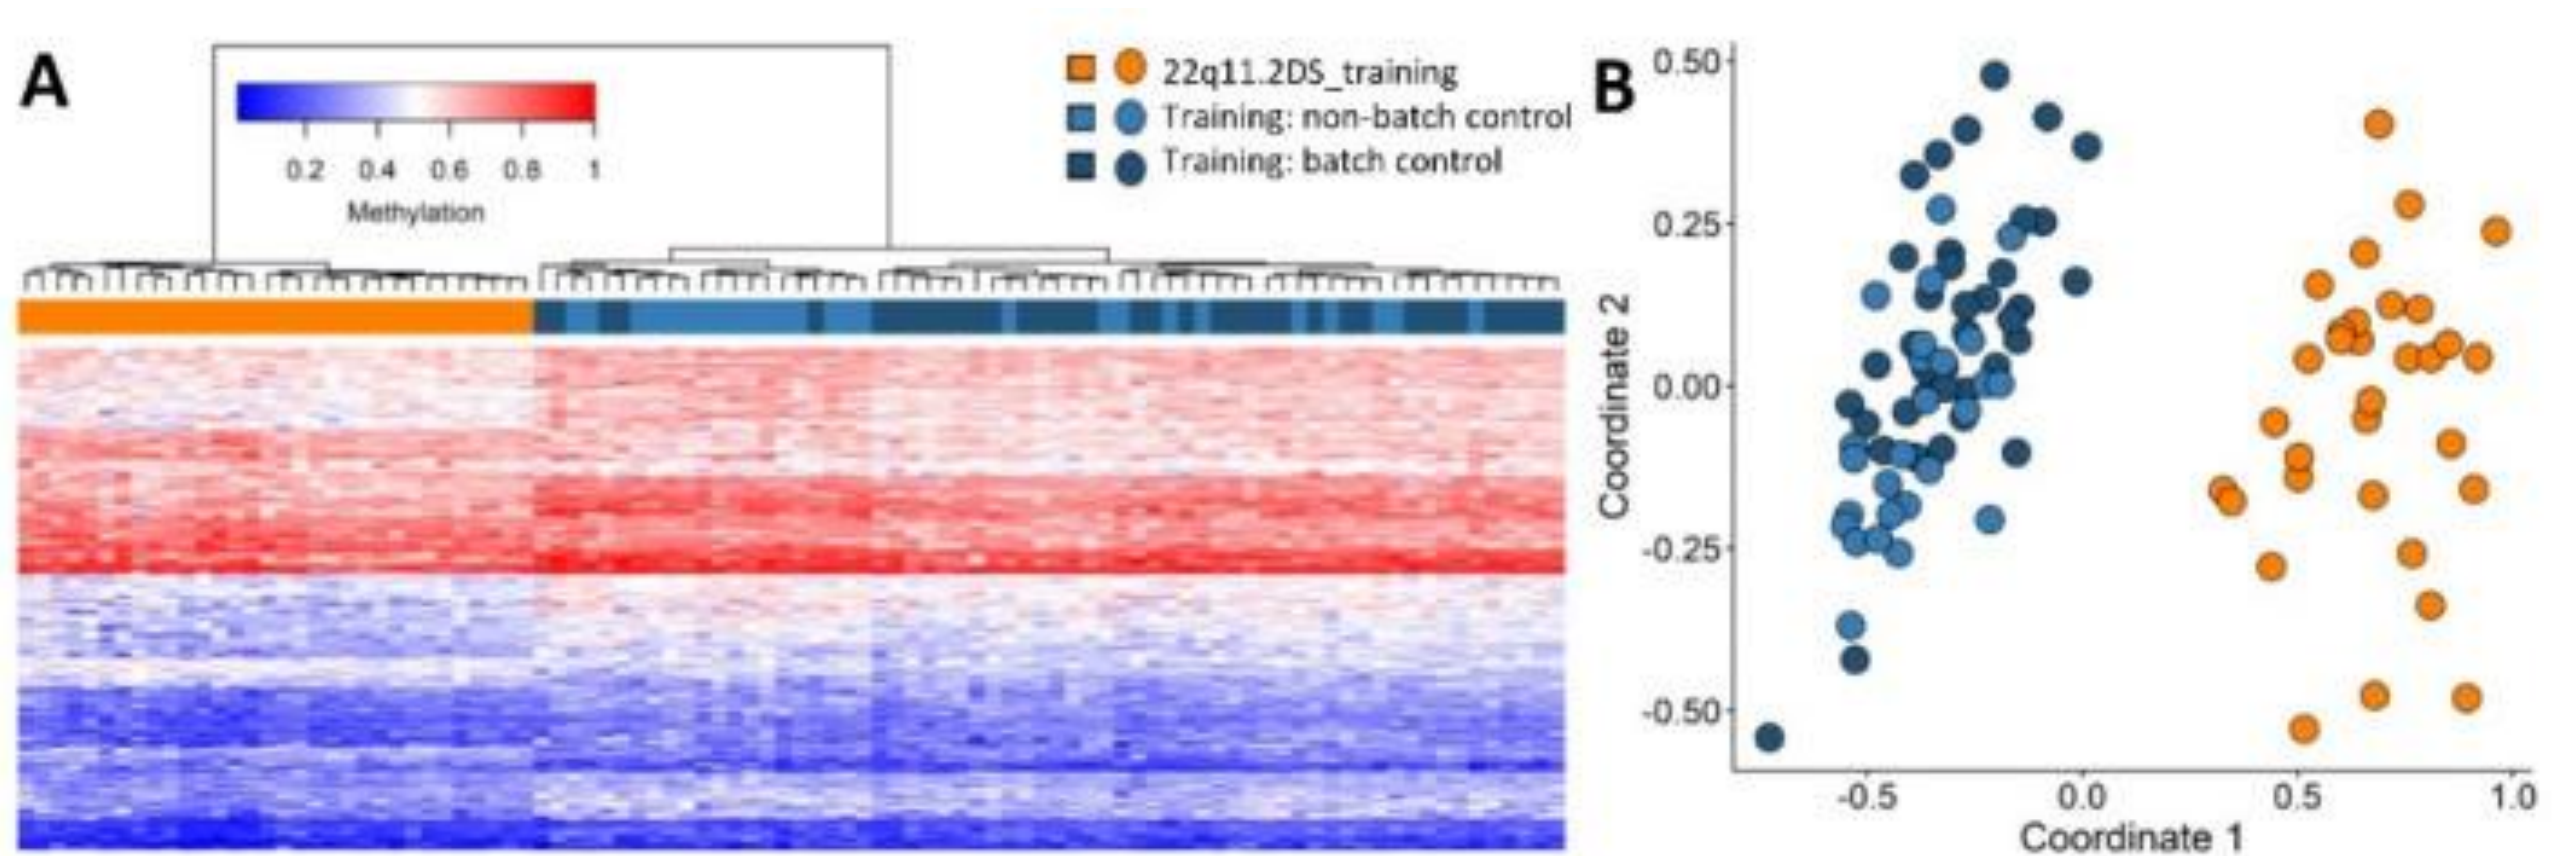 A
0.2 0.4 0.6 0.8 1
Methylation
22q11.2DS_training
Training: non-batch control
Training: batch control
B
0.50
0.25
0.00
-0.25
-0.50
Coordinate 2
-0.5 0.0 0.5 1.0
Coordinate 1